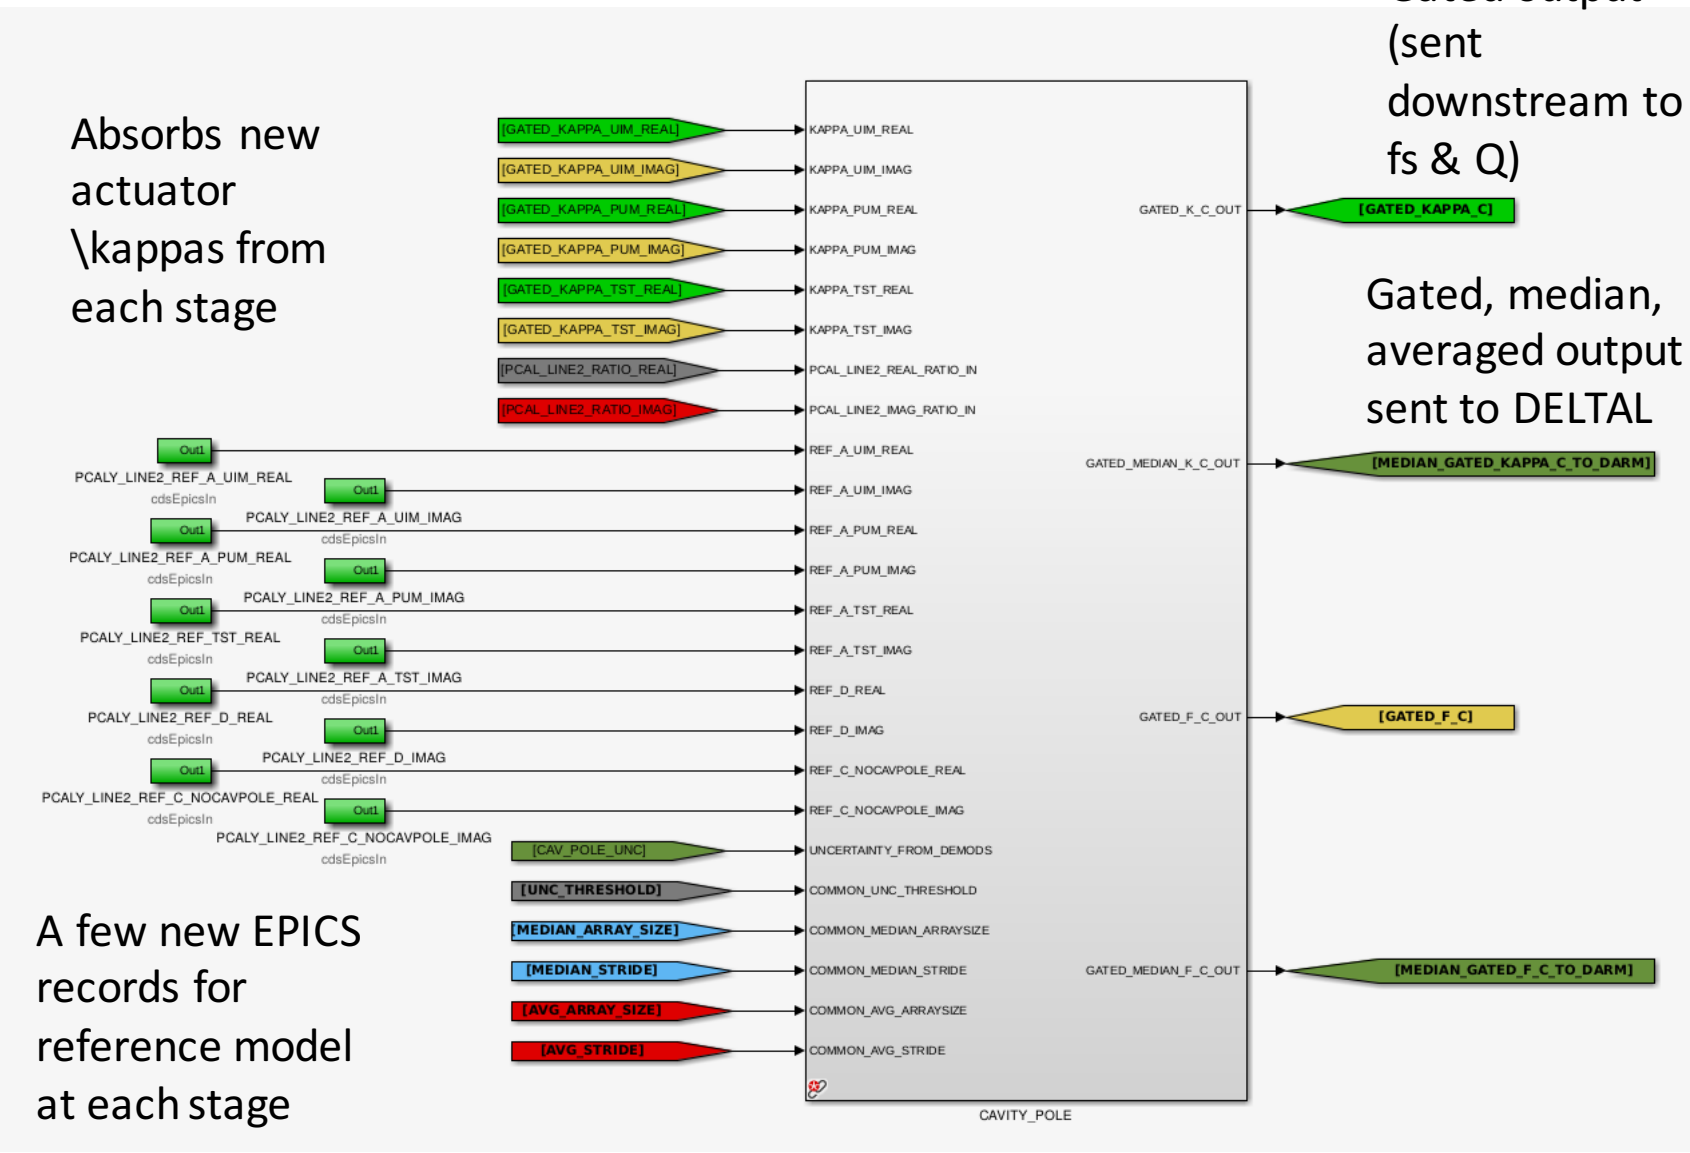 Gated output
(sent
downstream to
fs & Q)
Absorbs new
actuator
\kappas from
each stage
Gated, median,
averaged output
sent to DELTAL
A few new EPICS
records for
reference model
at each stage
[GATED_KAPPA_UIM_REAL]
[GATED_KAPPA_UIM_IMAG]
[GATED_KAPPA_PUM_REAL]
[GATED_KAPPA_PUM_IMAG]
[GATED_KAPPA_TST_REAL]
[GATED_KAPPA_TST_IMAG]
[PCAL_LINE2_RATIO_REAL]
[PCAL_LINE2_RATIO_IMAG]
Out1
PCALY_LINE2_REF_A_UIM_REAL
cdsEpicsIn
Out1
PCALY_LINE2_REF_A_UIM_IMAG
cdsEpicsIn
Out1
PCALY_LINE2_REF_A_PUM_REAL
cdsEpicsIn
Out1
PCALY_LINE2_REF_A_PUM_IMAG
cdsEpicsIn
Out1
PCALY_LINE2_REF_TST_REAL
cdsEpicsIn
Out1
PCALY_LINE2_REF_A_TST_IMAG
cdsEpicsIn
Out1
PCALY_LINE2_REF_D_REAL
cdsEpicsIn
Out1
PCALY_LINE2_REF_D_IMAG
cdsEpicsIn
Out1
PCALY_LINE2_REF_C_NOCAVPOLE_REAL
cdsEpicsIn
Out1
PCALY_LINE2_REF_C_NOCAVPOLE_IMAG
cdsEpicsIn
[CAV_POLE_UNC]
[UNC_THRESHOLD]
[MEDIAN_ARRAY_SIZE]
[MEDIAN_STRIDE]
[AVG_ARRAY_SIZE]
[AVG_STRIDE]
KAPPA_UIM_REAL
KAPPA_UIM_IMAG
KAPPA_PUM_REAL
KAPPA_PUM_IMAG
KAPPA_TST_REAL
KAPPA_TST_IMAG
PCAL_LINE2_REAL_RATIO_IN
PCAL_LINE2_IMAG_RATIO_IN
REF_A_UIM_REAL
REF_A_UIM_IMAG
REF_A_PUM_REAL
REF_A_PUM_IMAG
REF_A_TST_REAL
REF_A_TST_IMAG
REF_D_REAL
REF_D_IMAG
REF_C_NOCAVPOLE_REAL
REF_C_NOCAVPOLE_IMAG
UNCERTAINTY_FROM_DEMODS
COMMON_UNC_THRESHOLD
COMMON_MEDIAN_ARRAYSIZE
COMMON_MEDIAN_STRIDE
COMMON_AVG_ARRAYSIZE
COMMON_AVG_STRIDE
GATED_K_C_OUT
GATED_MEDIAN_K_C_OUT
GATED_F_C_OUT
GATED_MEDIAN_F_C_OUT
[GATED_KAPPA_C]
[MEDIAN_GATED_KAPPA_C_TO_DARM]
[GATED_F_C]
[MEDIAN_GATED_F_C_TO_DARM]
CAVITY_POLE